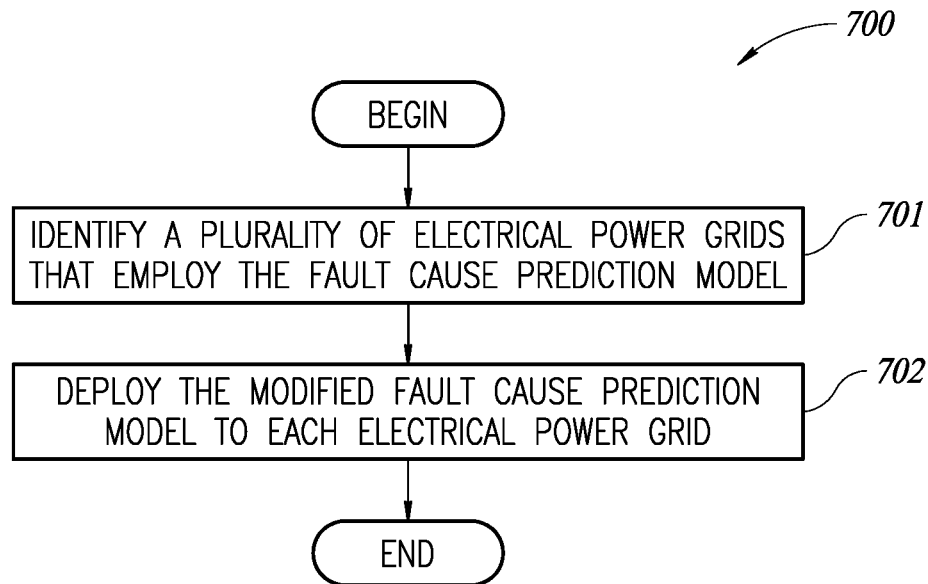 700
BEGIN
IDENTIFY A PLURALITY OF ELECTRICAL POWER GRIDS
THAT EMPLOY THE FAULT CAUSE PREDICTION MODEL
701
DEPLOY THE MODIFIED FAULT CAUSE PREDICTION
MODEL TO EACH ELECTRICAL POWER GRID
702
END